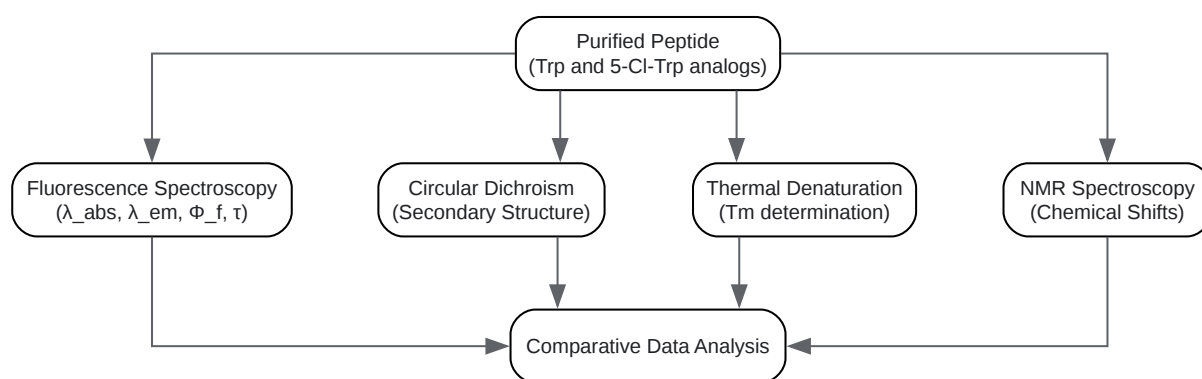 Purified Peptide
(Trp and 5-Cl-Trp analogs)
Fluorescence Spectroscopy
(λ_abs, λ_em, Φ_f, τ)
Circular Dichroism
(Secondary Structure)
Thermal Denaturation
(Tm determination)
NMR Spectroscopy
(Chemical Shifts)
Comparative Data Analysis